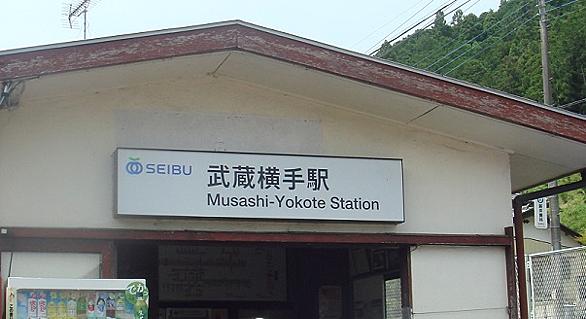 SEIBU 武蔵横手駅
Musashi-Yokote Station